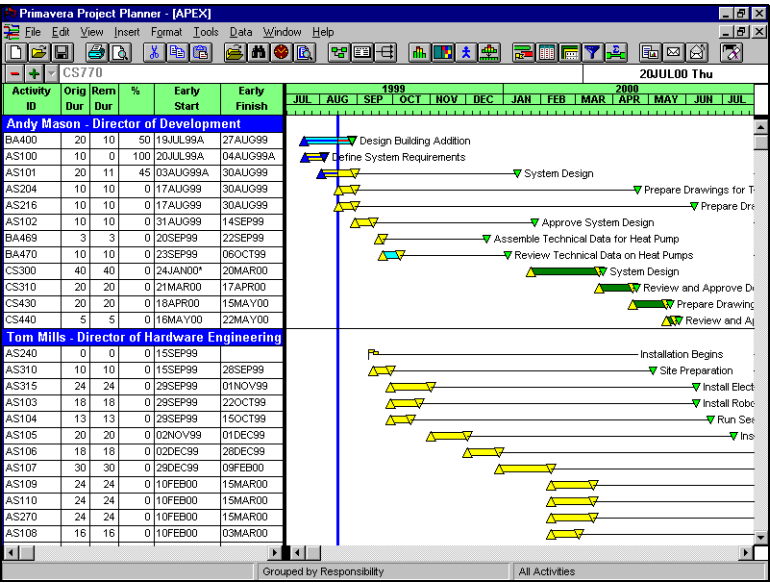 Primavera Project Planner - [APEX]
File Edit View Insert Format Tools Data Window Help
CS770
20JUL00 Thu
Activity ID Orig Dur Rem Dur % Early Start Early Finish
1999 2000
JUL AUG SEP OCT NOV DEC JAN FEB MAR APR MAY JUN JUL
Andy Mason - Director of Development
BA400 20 10 50 19JUL99A 27AUG99 Design Building Addition
AS100 10 0 100 20JUL99A 04AUG99A Define System Requirements
AS101 20 11 45 03AUG99A 30AUG99 System Design
AS204 10 10 0 17AUG99 30AUG99 Prepare Drawings for T
AS216 10 10 0 17AUG99 30AUG99 Prepare Dra
AS102 10 10 0 31AUG99 14SEP99 Approve System Design
BA469 3 3 0 20SEP99 22SEP99 Assemble Technical Data for Heat Pump
BA470 10 10 0 23SEP99 06OCT99 Review Technical Data on Heat Pumps
CS300 40 40 0 24JAN00* 20MAR00 System Design
CS310 20 20 0 21MAR00 17APR00 Review and Approve D
CS430 20 20 0 18APR00 15MAY00 Prepare Drawing
CS440 5 5 0 16MAY00 22MAY00 Review and Ap
Tom Mills - Director of Hardware Engineering
AS240 0 0 0 15SEP99 Installation Begins
AS310 10 10 0 15SEP99 28SEP99 Site Preparation
AS315 24 24 0 29SEP99 01NOV99 Install Elect
AS103 18 18 0 29SEP99 22OCT99 Install Robo
AS104 13 13 0 29SEP99 15OCT99 Run Sea
AS105 20 20 0 02NOV99 01DEC99 Ins
AS106 18 18 0 02DEC99 28DEC99
AS107 30 30 0 29DEC99 09FEB00
AS109 24 24 0 10FEB00 15MAR00
AS110 24 24 0 10FEB00 15MAR00
AS270 24 24 0 10FEB00 15MAR00
AS108 16 16 0 10FEB00 03MAR00
Grouped by Responsibility All Activities